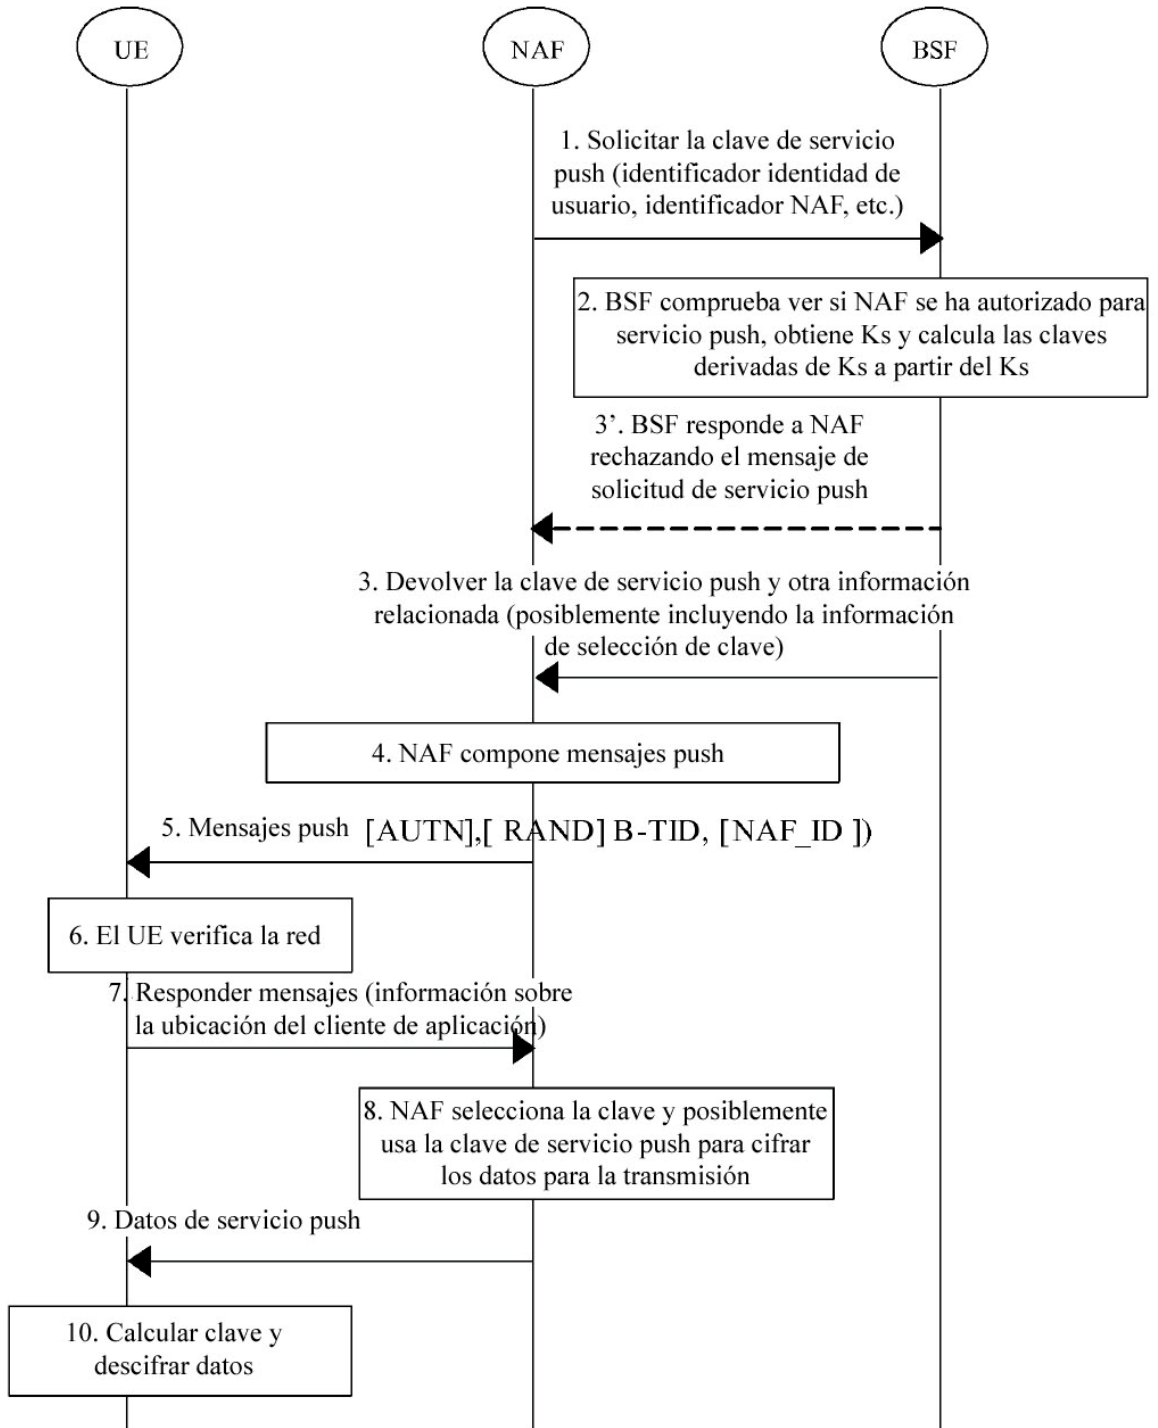 UE
NAF
BSF
1. Solicitar la clave de servicio
push (identificador identidad de
usuario, identificador NAF, etc.)
2. BSF comprueba ver si NAF se ha autorizado para
servicio push, obtiene Ks y calcula las claves
derivadas de Ks a partir del Ks
3’. BSF responde a NAF
rechazando el mensaje de
solicitud de servicio push
3. Devolver la clave de servicio push y otra información
relacionada (posiblemente incluyendo la información
de selección de clave)
4. NAF compone mensajes push
5. Mensajes push [AUTN],[ RAND] B-TID, [NAF_ID ])
6. El UE verifica la red
7. Responder mensajes (información sobre
la ubicación del cliente de aplicación)
8. NAF selecciona la clave y posiblemente
usa la clave de servicio push para cifrar
los datos para la transmisión
9. Datos de servicio push
10. Calcular clave y
descifrar datos